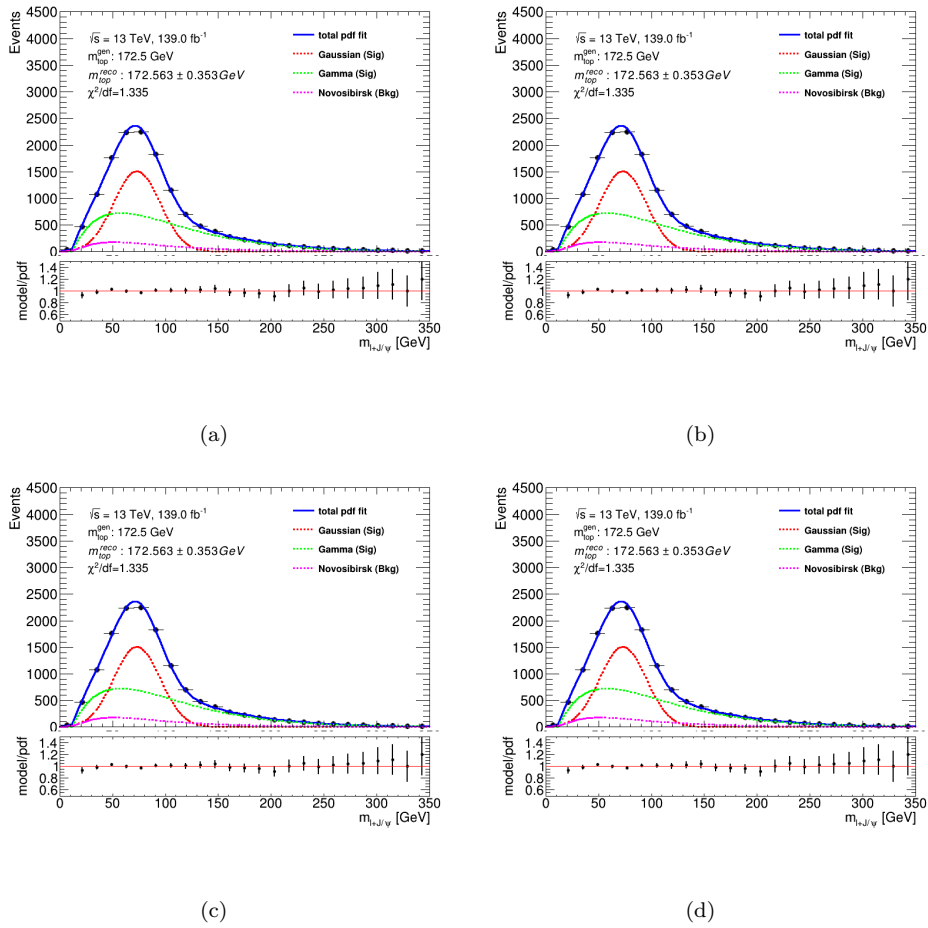 4500
4000
3500
3000
2500
2000
1500
1000
500
0
Events
√s = 13 TeV, 139.0 fb⁻¹
m_top^gen: 172.5 GeV
m_top^reco : 172.563 ± 0.353GeV
χ²/df=1.335
total pdf fit
Gaussian (Sig)
Gamma (Sig)
Novosibirsk (Bkg)
1.4
1.2
1
0.8
0.6
model/pdf
0 50 100 150 200 250 300 350
m_l+J/ψ [GeV]
(a)
4500
4000
3500
3000
2500
2000
1500
1000
500
0
Events
√s = 13 TeV, 139.0 fb⁻¹
m_top^gen: 172.5 GeV
m_top^reco : 172.563 ± 0.353GeV
χ²/df=1.335
total pdf fit
Gaussian (Sig)
Gamma (Sig)
Novosibirsk (Bkg)
1.4
1.2
1
0.8
0.6
model/pdf
0 50 100 150 200 250 300 350
m_l+J/ψ [GeV]
(b)
4500
4000
3500
3000
2500
2000
1500
1000
500
0
Events
√s = 13 TeV, 139.0 fb⁻¹
m_top^gen: 172.5 GeV
m_top^reco : 172.563 ± 0.353GeV
χ²/df=1.335
total pdf fit
Gaussian (Sig)
Gamma (Sig)
Novosibirsk (Bkg)
1.4
1.2
1
0.8
0.6
model/pdf
0 50 100 150 200 250 300 350
m_l+J/ψ [GeV]
(c)
4500
4000
3500
3000
2500
2000
1500
1000
500
0
Events
√s = 13 TeV, 139.0 fb⁻¹
m_top^gen: 172.5 GeV
m_top^reco : 172.563 ± 0.353GeV
χ²/df=1.335
total pdf fit
Gaussian (Sig)
Gamma (Sig)
Novosibirsk (Bkg)
1.4
1.2
1
0.8
0.6
model/pdf
0 50 100 150 200 250 300 350
m_l+J/ψ [GeV]
(d)